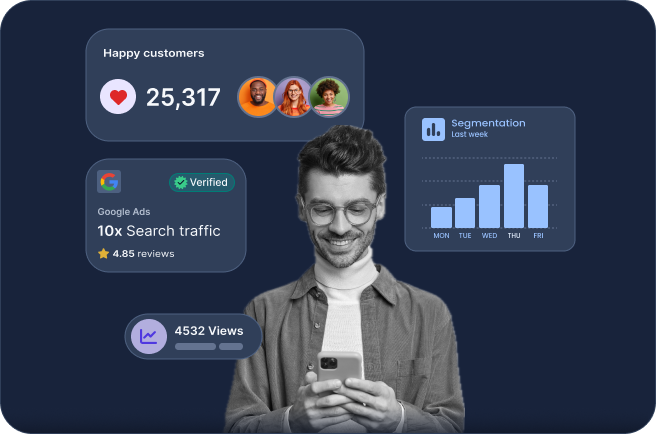 Happy customers
25,317
Verified
Google Ads
10x Search traffic
4.85 reviews
4532 Views
Segmentation
Last week
MON TUE WED THU FRI